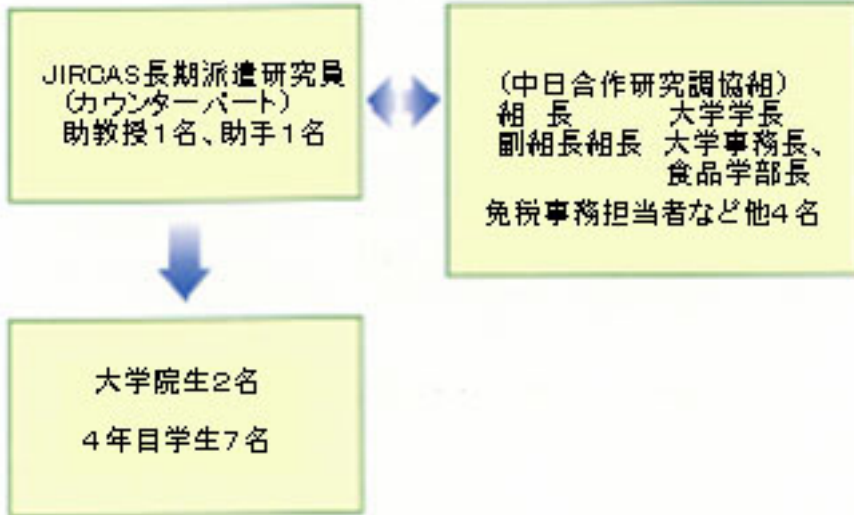 JIRCAS長期派遣研究員
(カウンターパート)
助教授1名、助手1名
(中日合作研究調協組)
組 長 大学学長
副組長組長 大学事務長、
食品学部長
免税事務担当者など他4名
大学院生2名
4年目学生7名